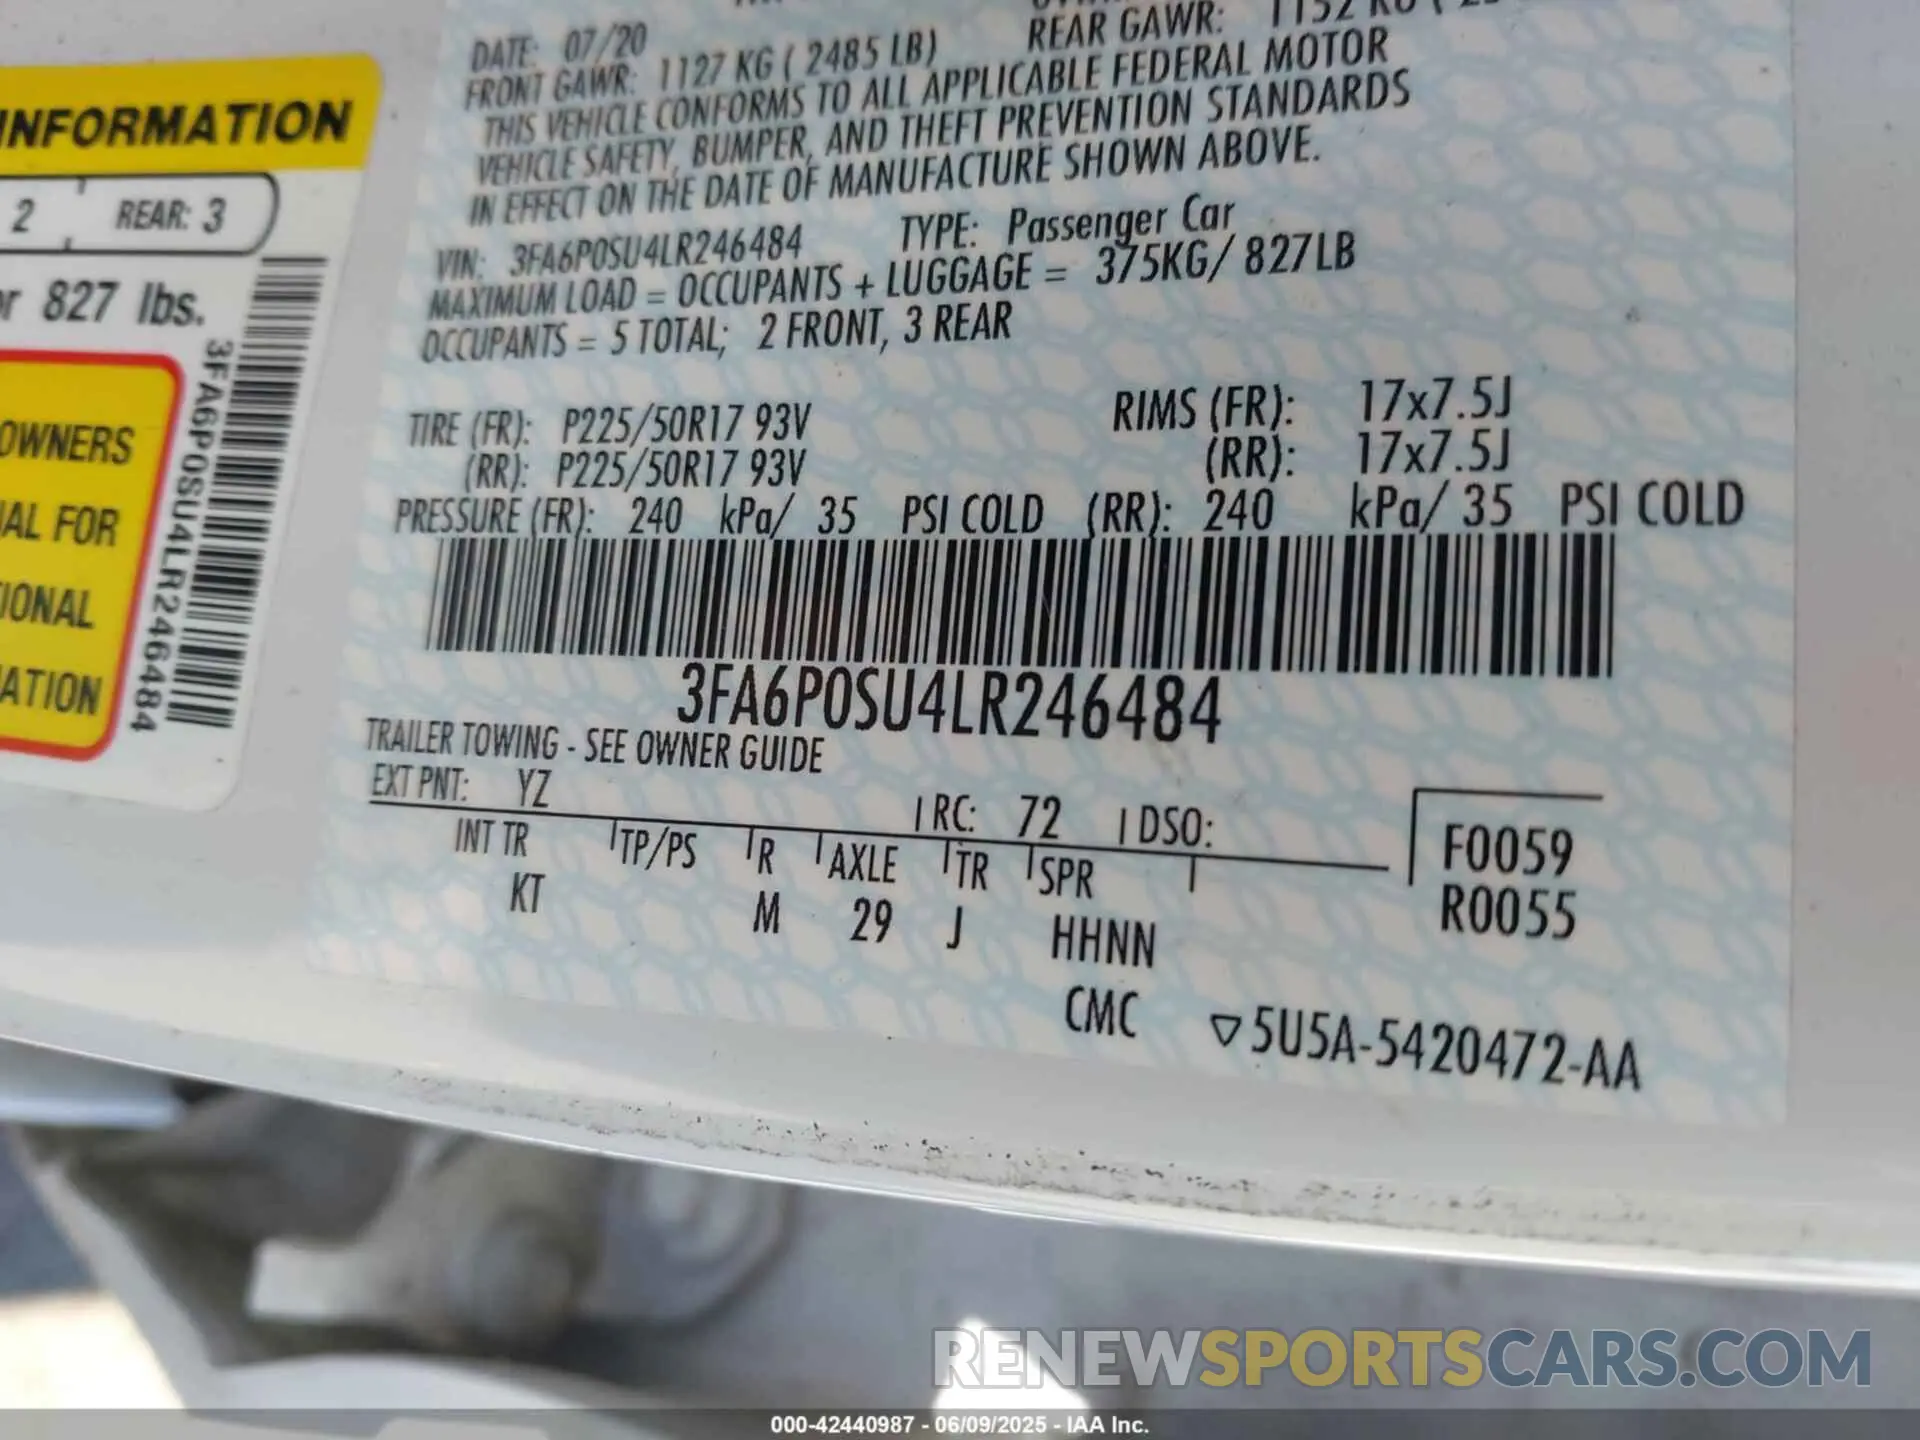 DATE: 07/20
FRONT GAWR: 1127 KG ( 2485 LB) REAR GAWR:
THIS VEHICLE CONFORMS TO ALL APPLICABLE FEDERAL MOTOR
VEHICLE SAFETY, BUMPER, AND THEFT PREVENTION STANDARDS
IN EFFECT ON THE DATE OF MANUFACTURE SHOWN ABOVE.
VIN: 3FA6P0SU4LR246484 TYPE: Passenger Car
MAXIMUM LOAD = OCCUPANTS + LUGGAGE = 375KG/ 827LB
OCCUPANTS = 5 TOTAL; 2 FRONT, 3 REAR
TIRE (FR): P225/50R17 93V RIMS (FR): 17x7.5J
(RR): P225/50R17 93V (RR): 17x7.5J
PRESSURE (FR): 240 kPa/ 35 PSI COLD (RR): 240 kPa/ 35 PSI COLD
3FA6P0SU4LR246484
TRAILER TOWING - SEE OWNER GUIDE
EXT PNT: YZ RC: 72 DSO:
INT TR TP/PS R AXLE TR SPR
KT M 29 J HHNN
F0059
R0055
CMC ▽5U5A-5420472-AA
INFORMATION
2 REAR: 3
827 lbs.
3FA6P0SU4LR246484
OWNERS
FOR
RENEWSPORTSCARS.COM
000-42440987 - 06/09/2025 - IAA Inc.